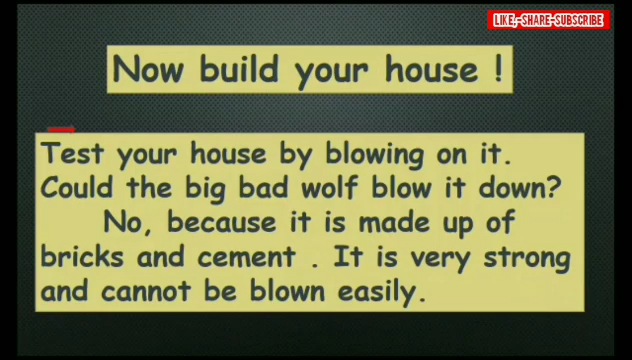 LIKE,-SHARE-SUBSCRIBE
Now build your house !
Test your house by blowing on it.
Could the big bad wolf blow it down?
No, because it is made up of
bricks and cement . It is very strong
and cannot be blown easily.